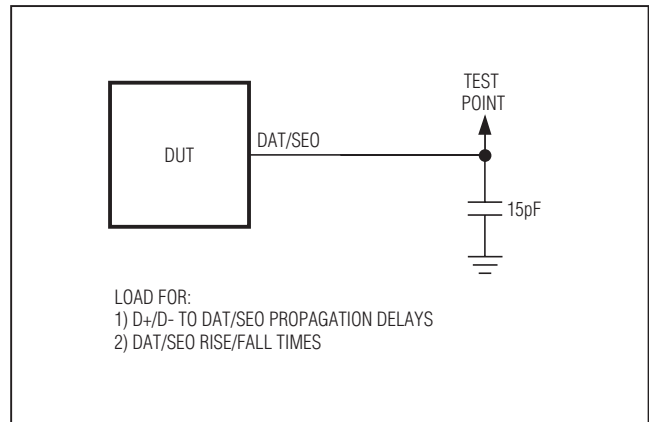 TEST
POINT
DAT/SEO
DUT
15pF
LOAD FOR:
1) D+/D- TO DAT/SEO PROPAGATION DELAYS
2) DAT/SEO RISE/FALL TIMES